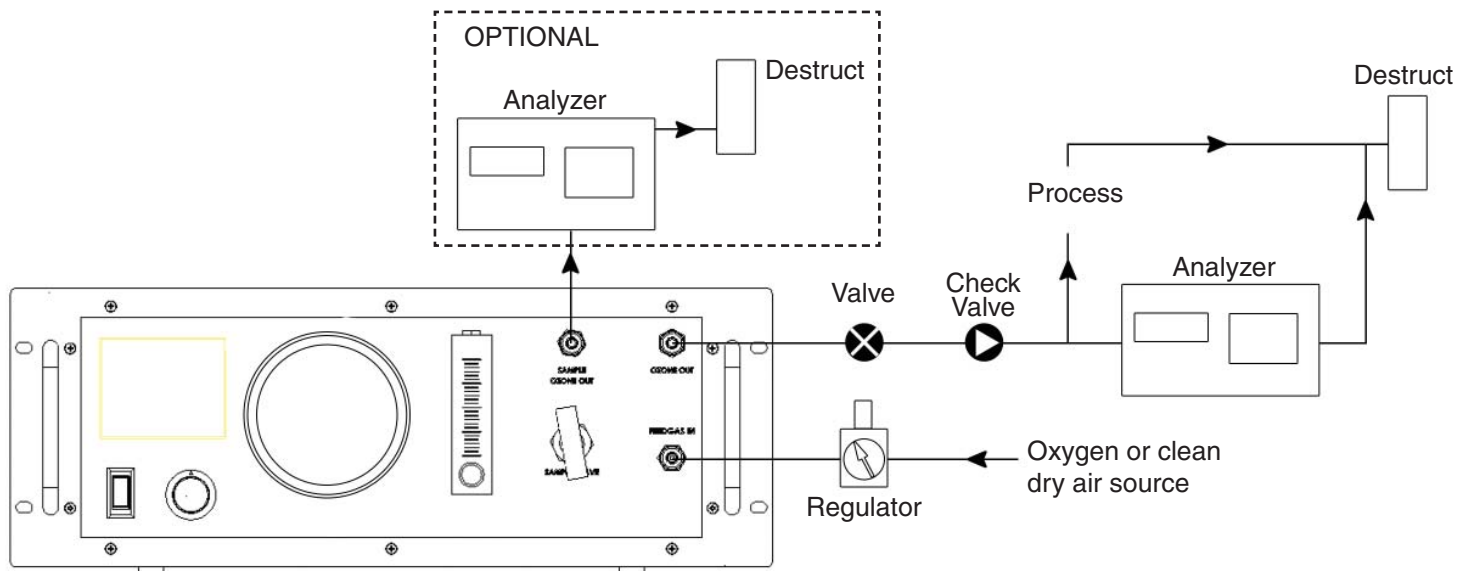 OPTIONAL
Destruct
Analyzer
Destruct
Process
Analyzer
Valve
Check
Valve
SAMPLE
OZONE OUT
OZONE OUT
FEEDGAS IN
Oxygen or clean
dry air source
Regulator